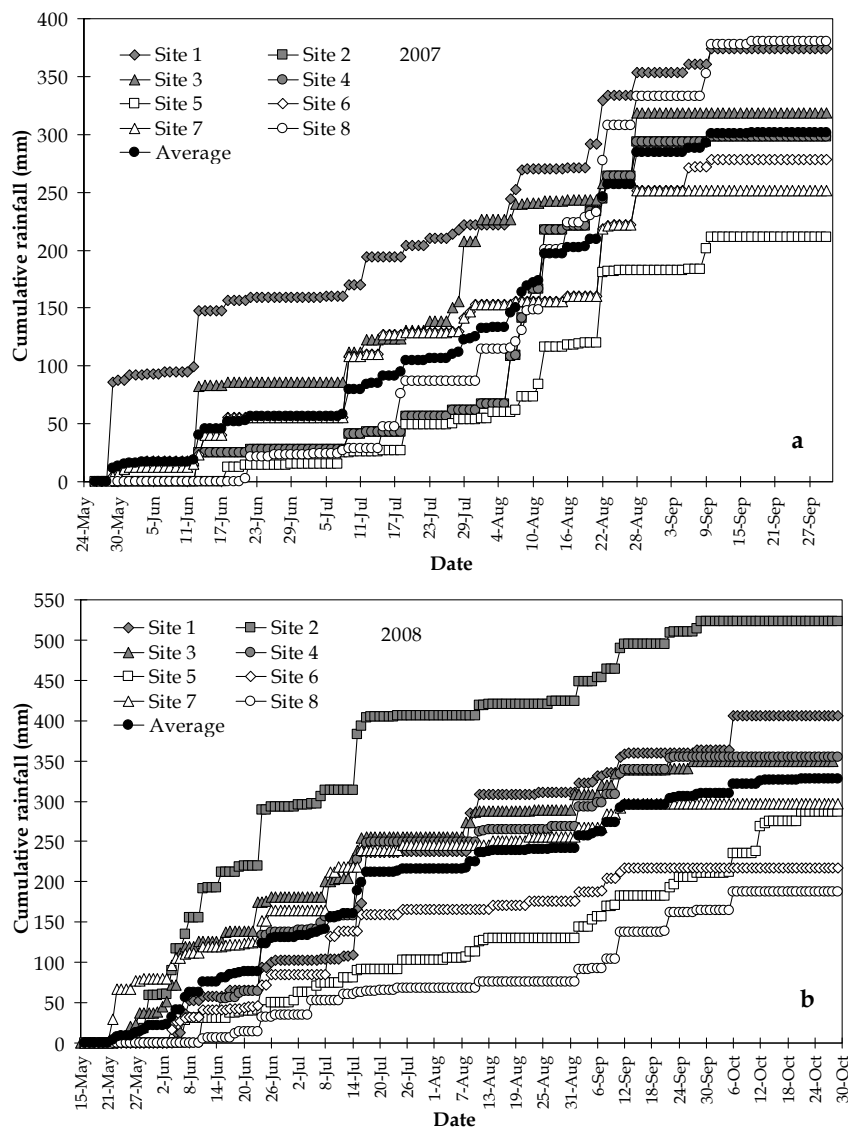 400
350
300
250
200
150
100
50
0
Cumulative rainfall (mm)
Site 1 Site 2 2007
Site 3 Site 4
Site 5 Site 6
Site 7 Site 8
Average
a
24-May 30-May 5-Jun 11-Jun 17-Jun 23-Jun 29-Jun 5-Jul 11-Jul 17-Jul 23-Jul 29-Jul 4-Aug 10-Aug 16-Aug 22-Aug 28-Aug 3-Sep 9-Sep 15-Sep 21-Sep 27-Sep
Date
550
500
450
400
350
300
250
200
150
100
50
0
Cumulative rainfall (mm)
Site 1 Site 2 2008
Site 3 Site 4
Site 5 Site 6
Site 7 Site 8
Average
b
15-May 21-May 27-May 2-Jun 8-Jun 14-Jun 20-Jun 26-Jun 2-Jul 8-Jul 14-Jul 20-Jul 26-Jul 1-Aug 7-Aug 13-Aug 19-Aug 25-Aug 31-Aug 6-Sep 12-Sep 18-Sep 24-Sep 30-Sep 6-Oct 12-Oct 18-Oct 24-Oct 30-Oct
Date